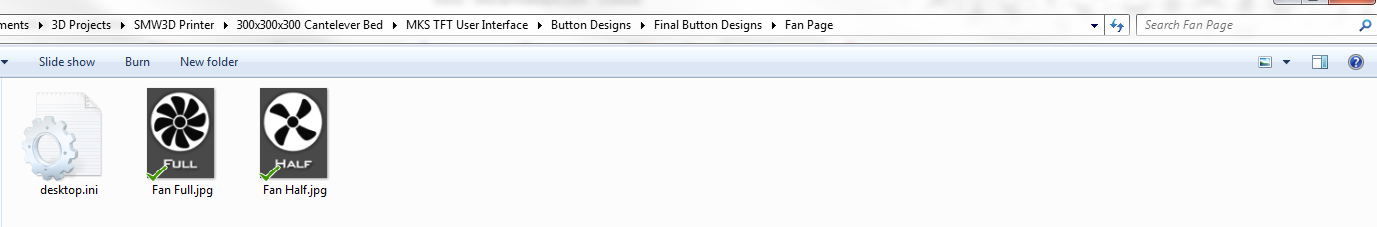 ments ▸ 3D Projects ▸ SMW3D Printer ▸ 300x300x300 Cantelever Bed ▸ MKS TFT User Interface ▸ Button Designs ▸ Final Button Designs ▸ Fan Page
Search Fan Page
Slide show Burn New folder
FULL HALF
desktop.ini Fan Full.jpg Fan Half.jpg